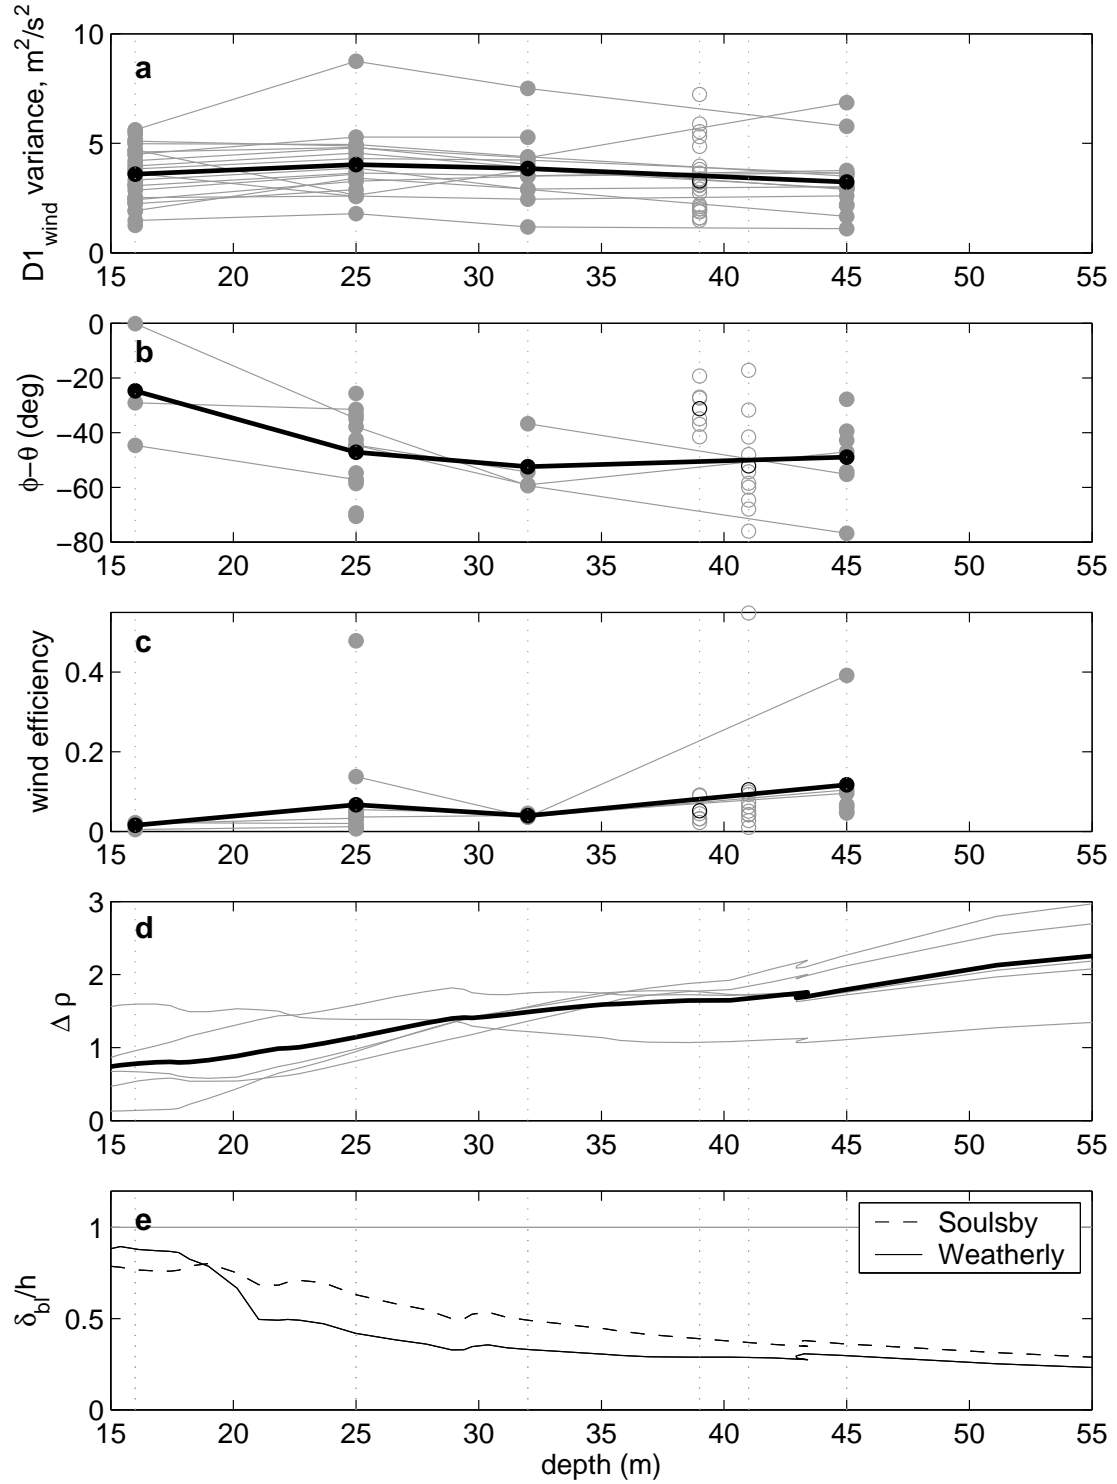 D1wind variance, m²/s²
a
10
5
0
15 20 25 30 35 40 45 50 55
φ−θ (deg)
b
0
−20
−40
−60
−80
15 20 25 30 35 40 45 50 55
wind efficiency
c
0.4
0.2
0
15 20 25 30 35 40 45 50 55
Δ ρ
d
3
2
1
0
15 20 25 30 35 40 45 50 55
δbl/h
e
1
0.5
0
Soulsby
Weatherly
15 20 25 30 35 40 45 50 55
depth (m)